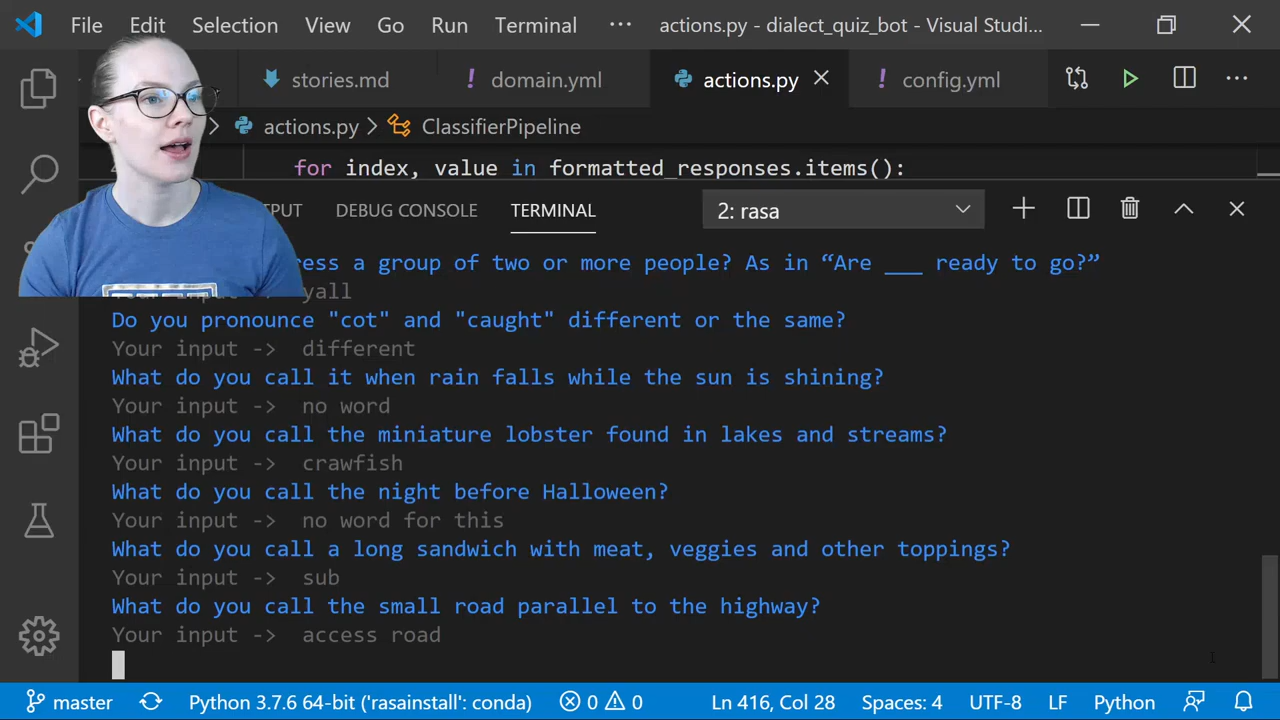 File Edit Selection View Go Run Terminal ··· actions.py - dialect_quiz_bot - Visual Studi...
stories.md domain.yml actions.py config.yml
actions.py ClassifierPipeline
for index, value in formatted_responses.items():
DEBUG CONSOLE TERMINAL 2: rasa
a group of two or more people? As in “Are ___ ready to go?”
yall
Do you pronounce "cot" and "caught" different or the same?
Your input -> different
What do you call it when rain falls while the sun is shining?
Your input -> no word
What do you call the miniature lobster found in lakes and streams?
Your input -> crawfish
What do you call the night before Halloween?
Your input -> no word for this
What do you call a long sandwich with meat, veggies and other toppings?
Your input -> sub
What do you call the small road parallel to the highway?
Your input -> access road
master Python 3.7.6 64-bit ('rasainstall': conda) 0 0 Ln 416, Col 28 Spaces: 4 UTF-8 LF Python